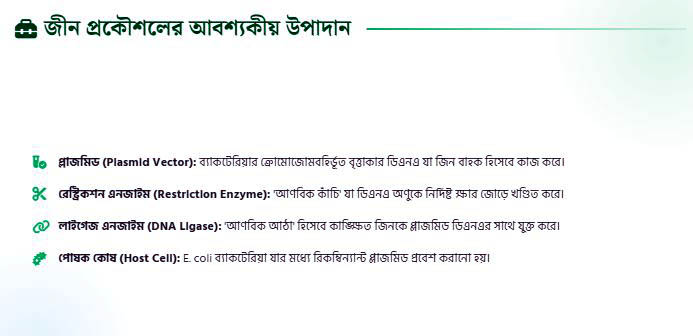 জীন প্রকৌশলের আবশ্যকীয় উপাদান
প্লাজমিড (Plasmid Vector): ব্যাকটেরিয়ার ক্রোমোজোমবহির্ভূত বৃত্তাকার ডিএনএ যা জিন বাহক হিসেবে কাজ করে।
রেস্ট্রিকশন এনজাইম (Restriction Enzyme): 'আণবিক কাঁচি' যা ডিএনএ অণুকে নির্দিষ্ট ক্ষার জোড়ে খণ্ডিত করে।
লাইগেজ এনজাইম (DNA Ligase): 'আণবিক আঠা' হিসেবে কাঙ্ক্ষিত জিনকে প্লাজমিড ডিএনএর সাথে যুক্ত করে।
পোষক কোষ (Host Cell): E. coli ব্যাকটেরিয়া যার মধ্যে রিকম্বিন্যান্ট প্লাজমিড প্রবেশ করানো হয়।